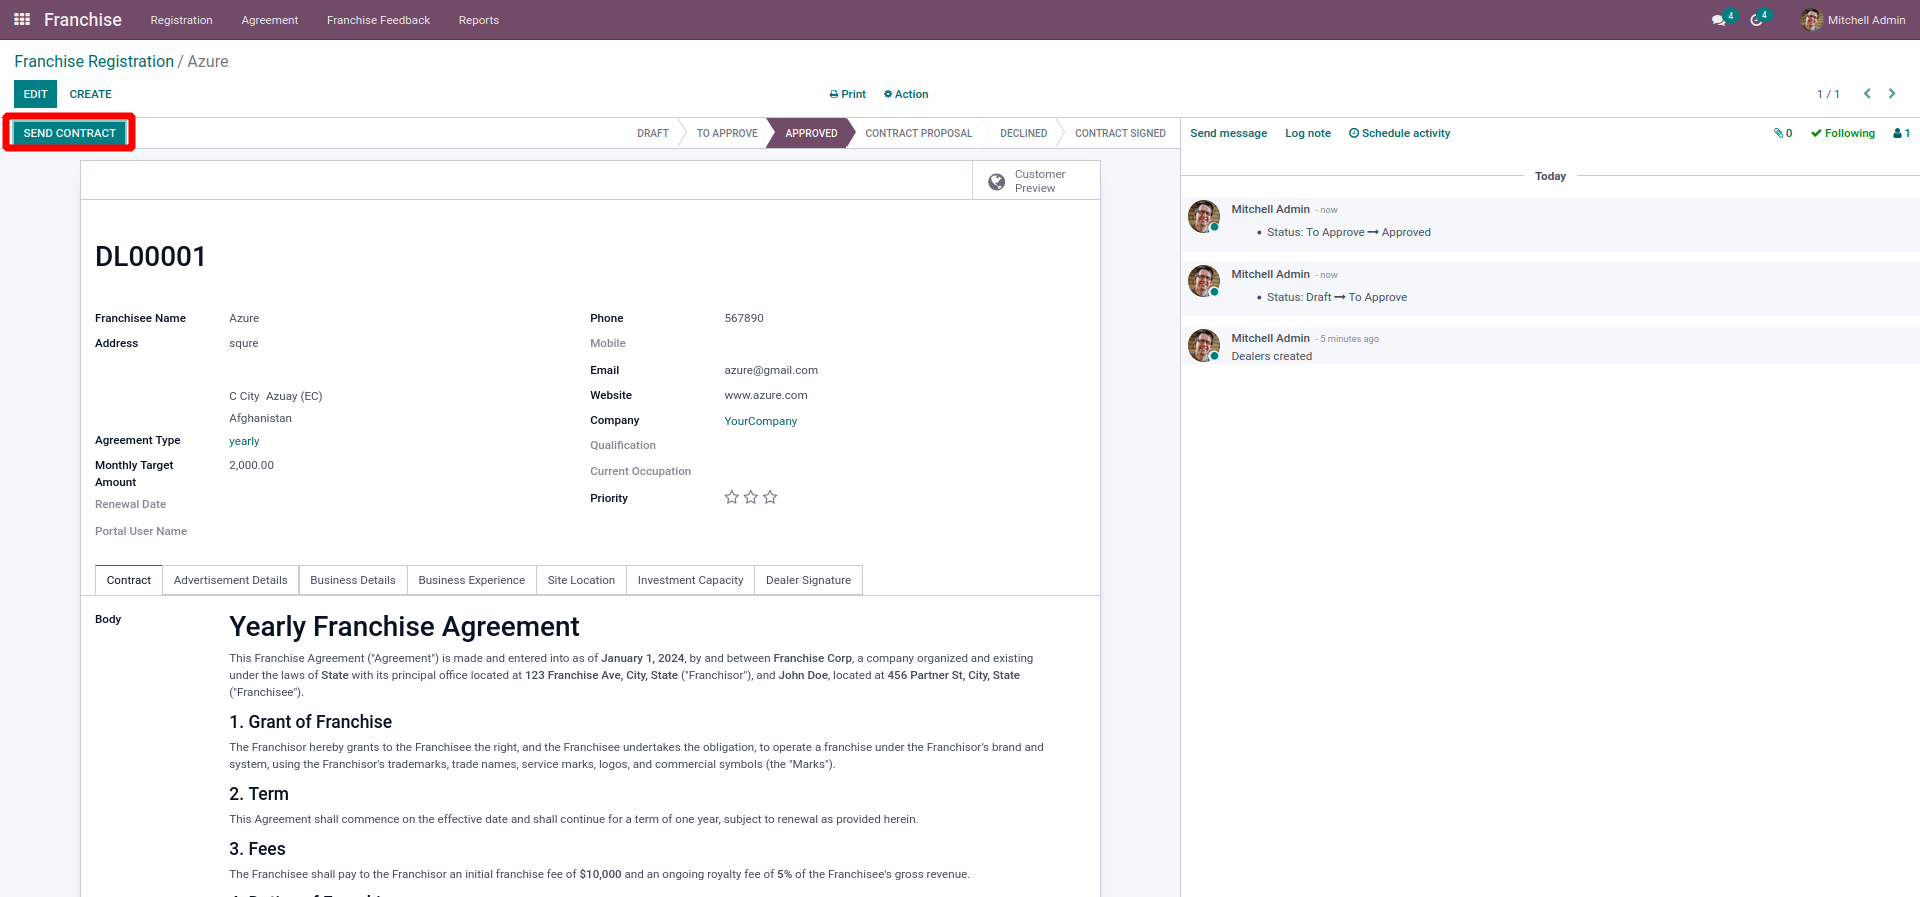 Franchise Registration Agreement Franchise Feedback Reports 4 4 Mitchell Admin
Franchise Registration / Azure
EDIT CREATE Print Action 1 / 1
SEND CONTRACT DRAFT TO APPROVE APPROVED CONTRACT PROPOSAL DECLINED CONTRACT SIGNED
Customer
Preview
DL00001
Franchisee Name Azure
Address squre
C City Azuay (EC)
Afghanistan
Agreement Type yearly
Monthly Target
Amount 2,000.00
Renewal Date
Portal User Name
Phone 567890
Mobile
Email azure@gmail.com
Website www.azure.com
Company YourCompany
Qualification
Current Occupation
Priority
Contract Advertisement Details Business Details Business Experience Site Location Investment Capacity Dealer Signature
Body
Yearly Franchise Agreement
This Franchise Agreement ("Agreement") is made and entered into as of January 1, 2024, by and between Franchise Corp, a company organized and existing
under the laws of State with its principal office located at 123 Franchise Ave, City, State ("Franchisor"), and John Doe, located at 456 Partner St, City, State
("Franchisee").
1. Grant of Franchise
The Franchisor hereby grants to the Franchisee the right, and the Franchisee undertakes the obligation, to operate a franchise under the Franchisor's brand and
system, using the Franchisor's trademarks, trade names, service marks, logos, and commercial symbols (the "Marks").
2. Term
This Agreement shall commence on the effective date and shall continue for a term of one year, subject to renewal as provided herein.
3. Fees
The Franchisee shall pay to the Franchisor an initial franchise fee of $10,000 and an ongoing royalty fee of 5% of the Franchisee's gross revenue.
Send message Log note Schedule activity 0 Following 1
Today
Mitchell Admin - now
• Status: To Approve → Approved
Mitchell Admin - now
• Status: Draft → To Approve
Mitchell Admin - 5 minutes ago
Dealers created